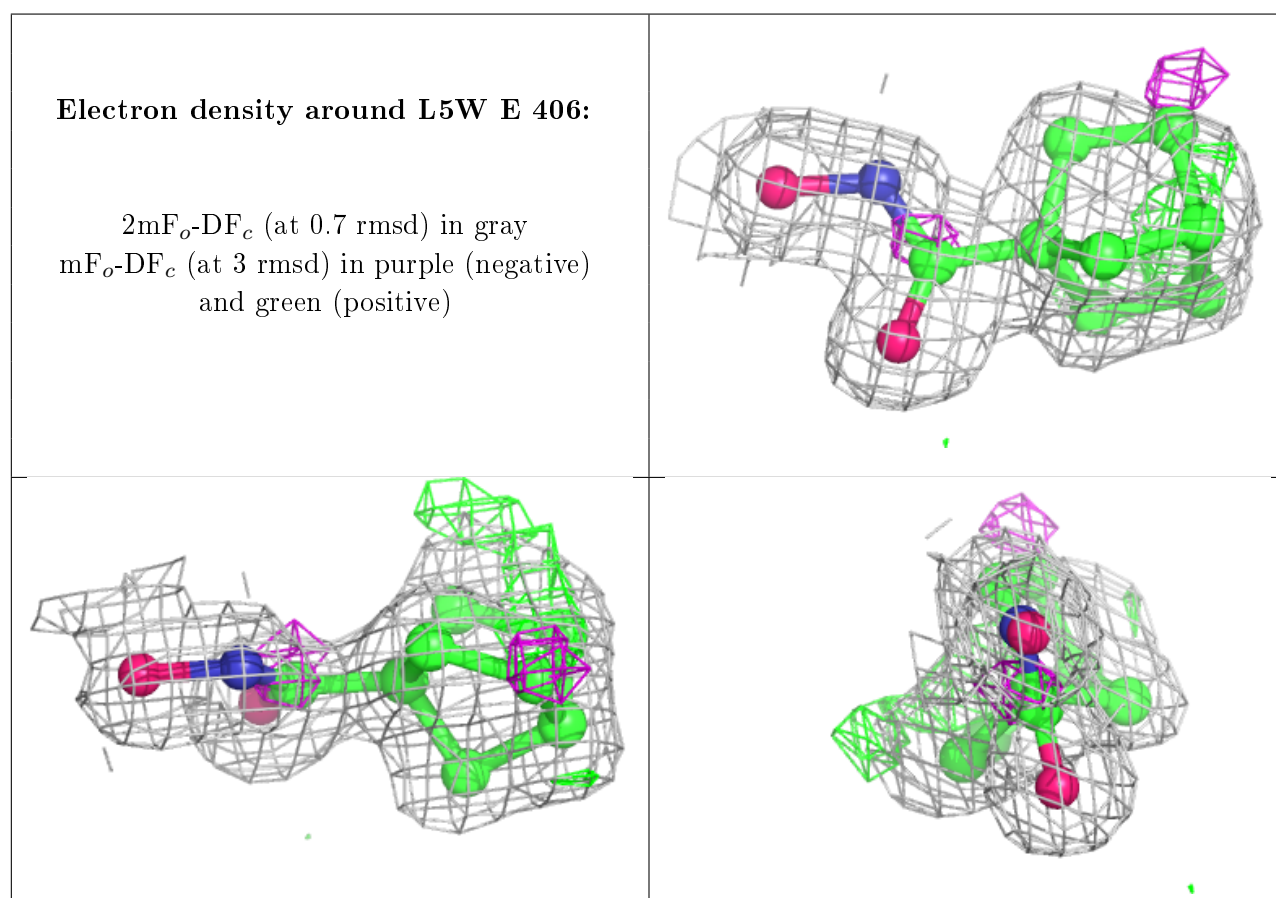 Electron density around L5W E 406:
2mFo-DFc (at 0.7 rmsd) in gray
mFo-DFc (at 3 rmsd) in purple (negative)
and green (positive)